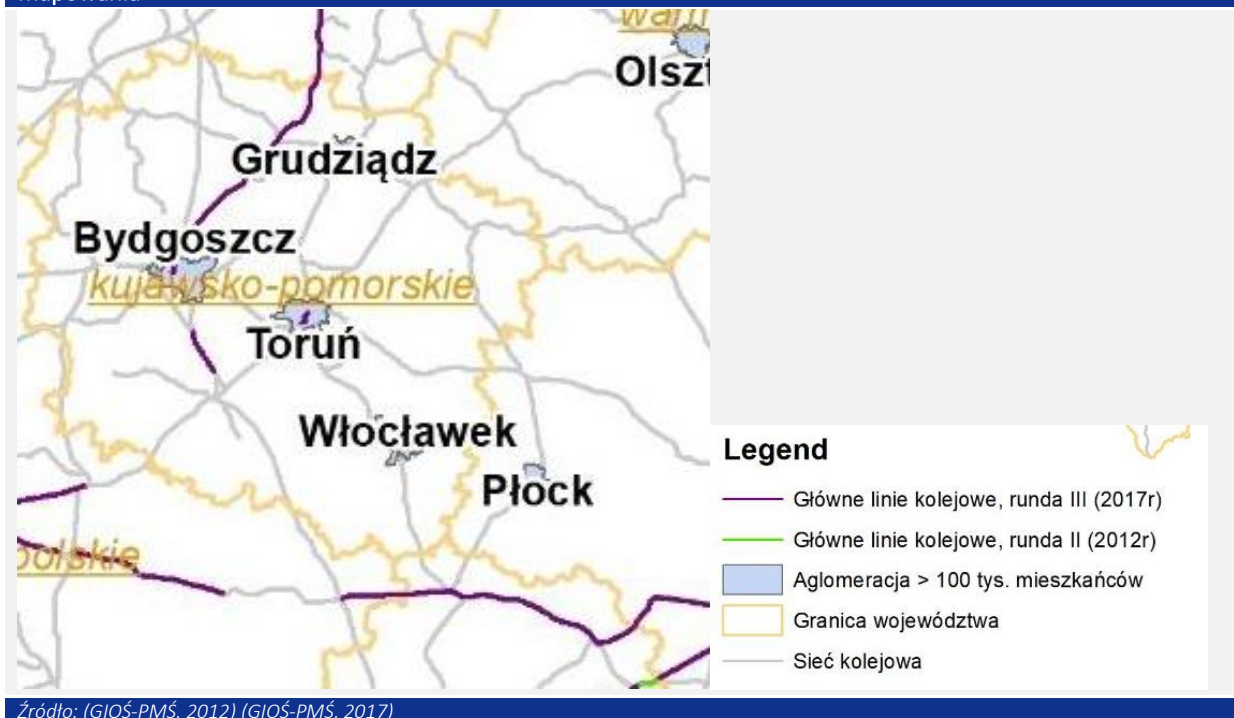 Olszt
Grudziądz
Bydgoszcz
kujawsko-pomorskie
Toruń
Włocławek
Płock
polskie
Legend
Główne linie kolejowe, runda III (2017r)
Główne linie kolejowe, runda II (2012r)
Aglomeracja > 100 tys. mieszkańców
Granica województwa
Sieć kolejowa
Źródło: (GIOŚ-PMŚ, 2012) (GIOŚ-PMŚ, 2017)